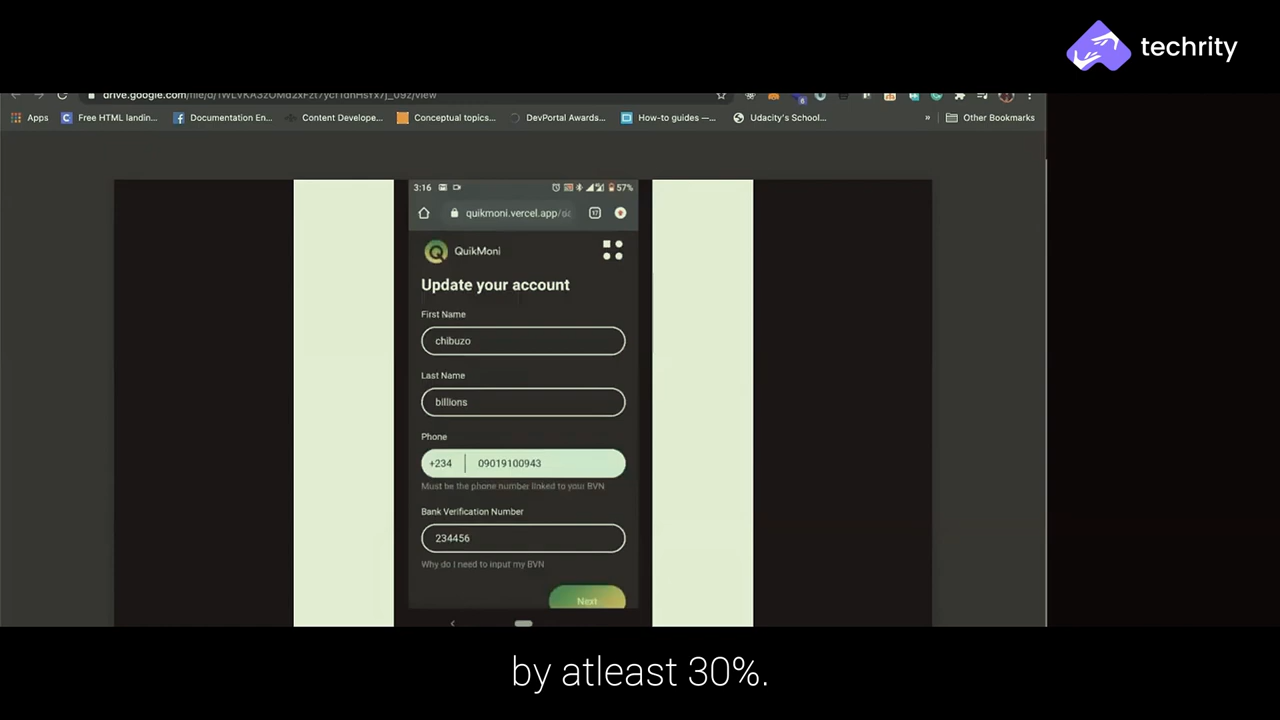 techrity
Apps Free HTML landin... Documentation En... Content Develope... Conceptual topics... DevPortal Awards... How-to guides —... Udacity's School... » Other Bookmarks
3:16 57%
quikmoni.vercel.app/
QuikMoni
Update your account
First Name
chibuzo
Last Name
billions
Phone
+234 09019100943
Must be the phone number linked to your BVN
Bank Verification Number
234456
Why do I need to input my BVN
Next
by atleast 30%.